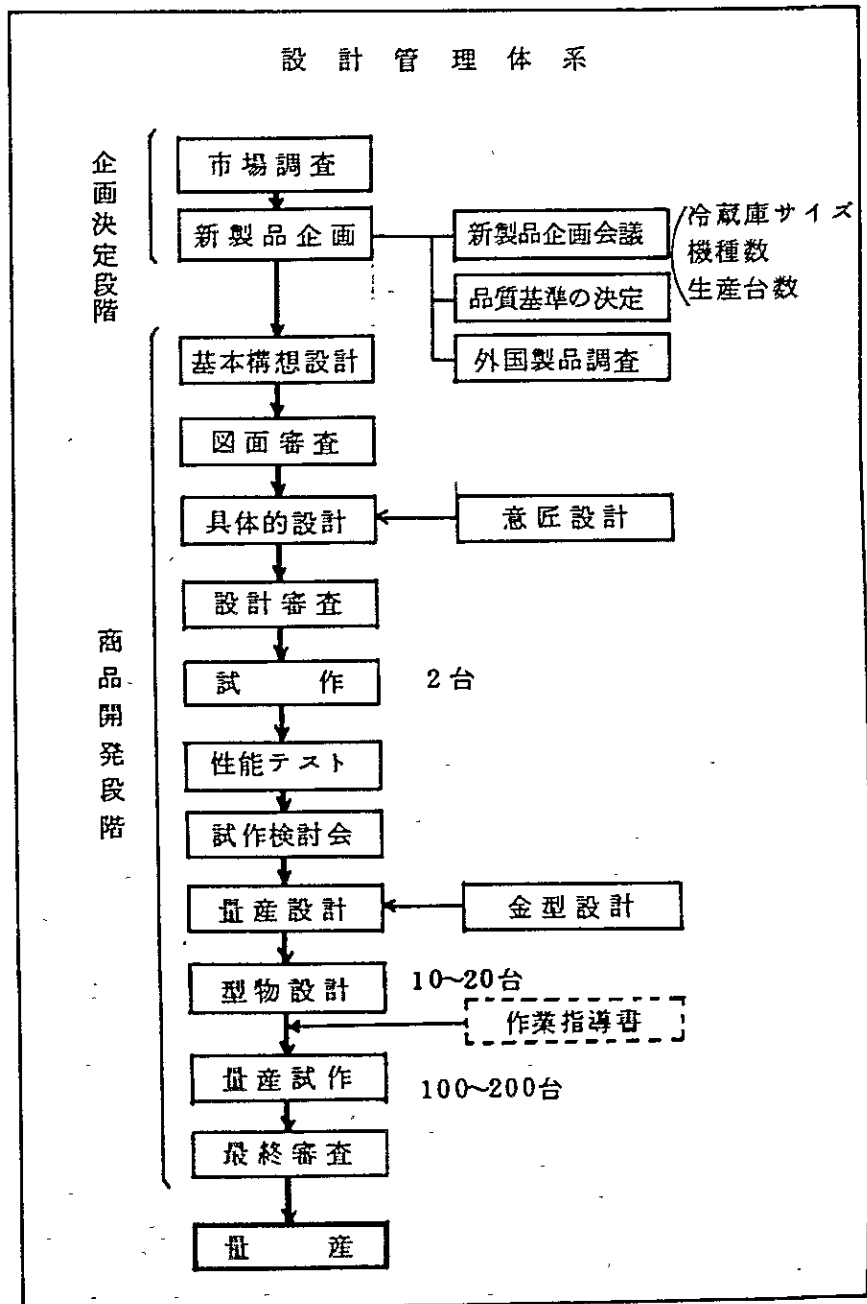 設計管理体系
企画決定段階
市場調査
新製品企画
新製品企画会議
冷蔵庫サイズ
機種数
生産台数
品質基準の決定
外国製品調査
商品開発段階
基本構想設計
図面審査
具体的設計
意匠設計
設計審査
試作
2台
性能テスト
試作検討会
量産設計
金型設計
型物設計
10~20台
作業指導書
量産試作
100~200台
最終審査
量産